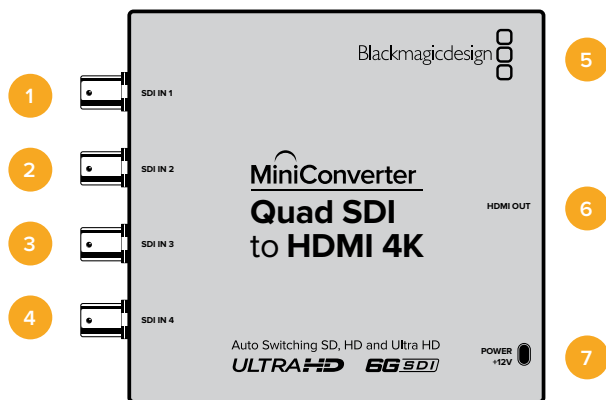 Blackmagicdesign
1
SDI IN 1
5
2
SDI IN 2
MiniConverter
Quad SDI
to HDMI 4K
HDMI OUT
6
3
SDI IN 3
4
SDI IN 4
Auto Switching SD, HD and Ultra HD
ULTRAHD 6G SDI
POWER
+12V
7